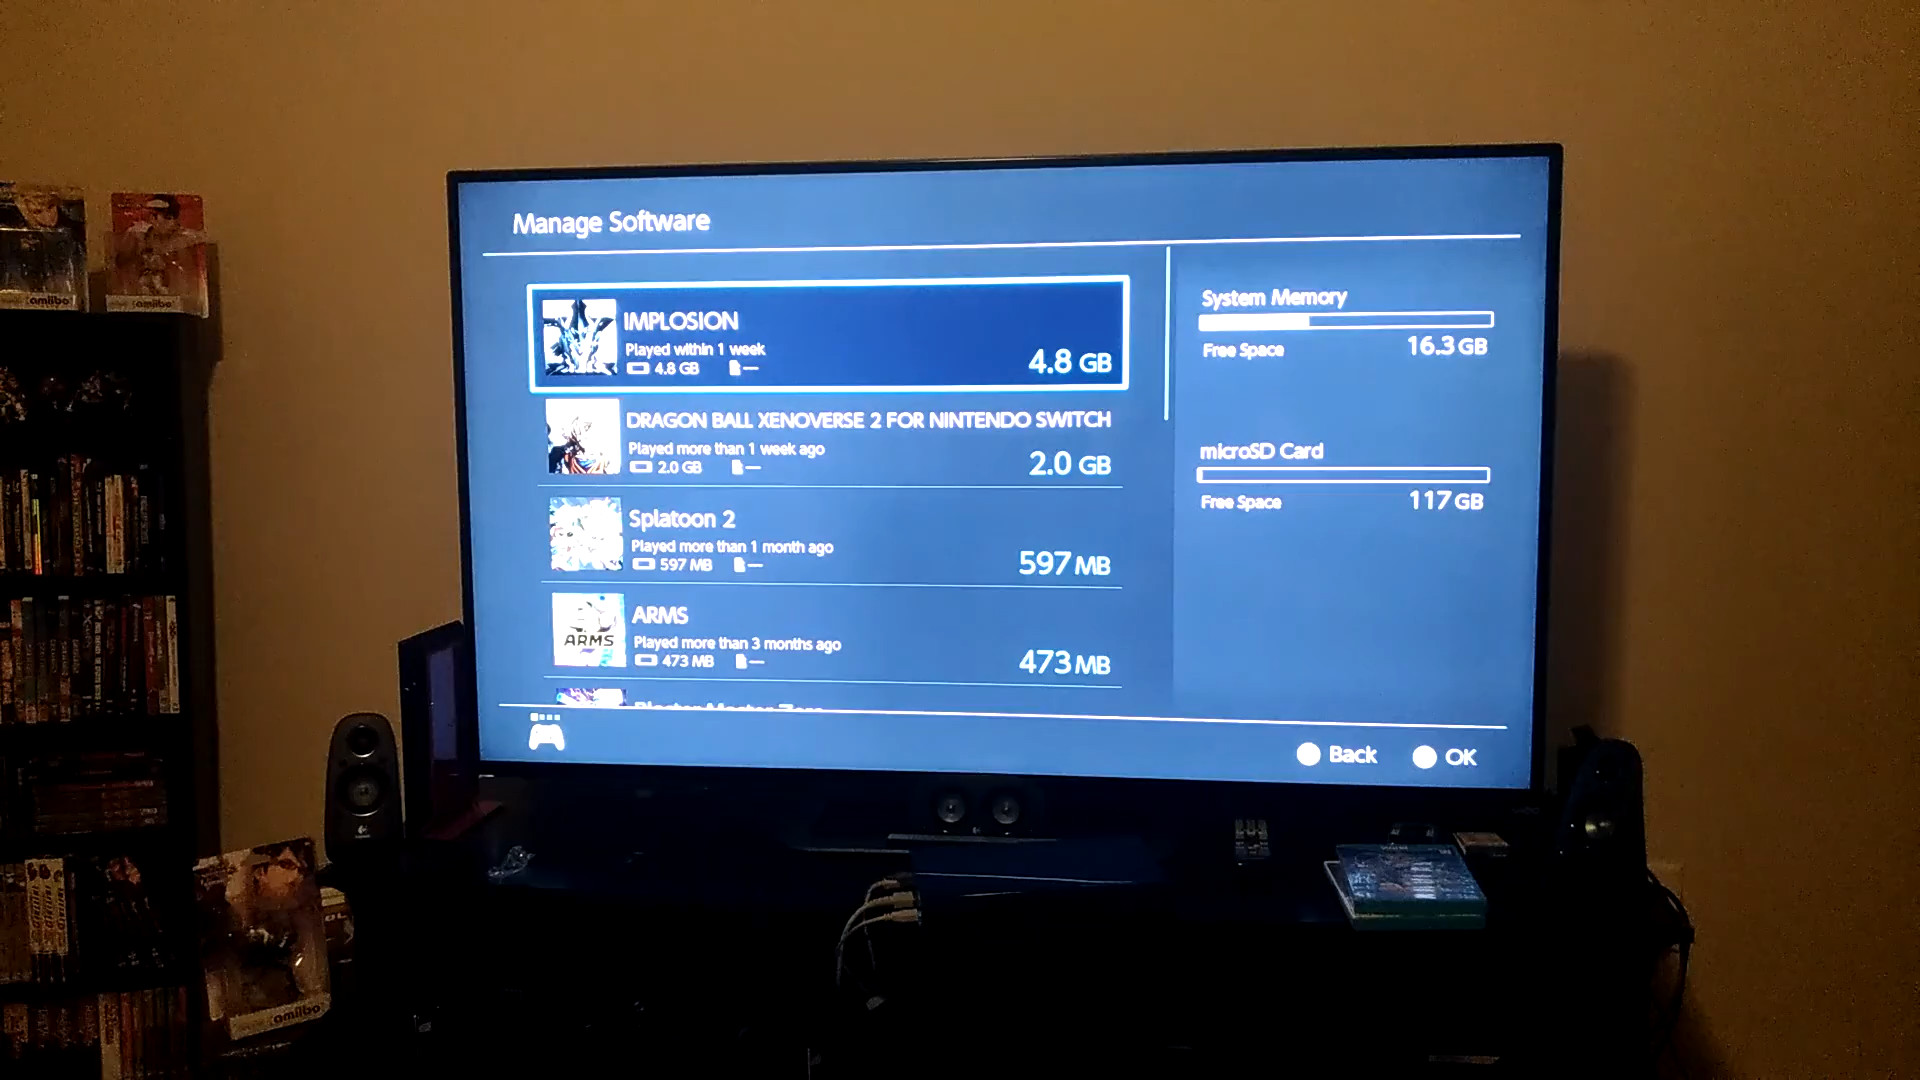 Manage Software
IMPLOSION
Played within 1 week
4.8 GB —
4.8 GB
DRAGON BALL XENOVERSE 2 FOR NINTENDO SWITCH
Played more than 1 week ago
2.0 GB —
2.0 GB
Splatoon 2
Played more than 1 month ago
597 MB —
597 MB
ARMS
ARMS
Played more than 3 months ago
473 MB —
473 MB
Blaster Master Zero
System Memory
Free Space 16.3 GB
microSD Card
Free Space 117 GB
Back OK
amiibo
amiibo
amiibo